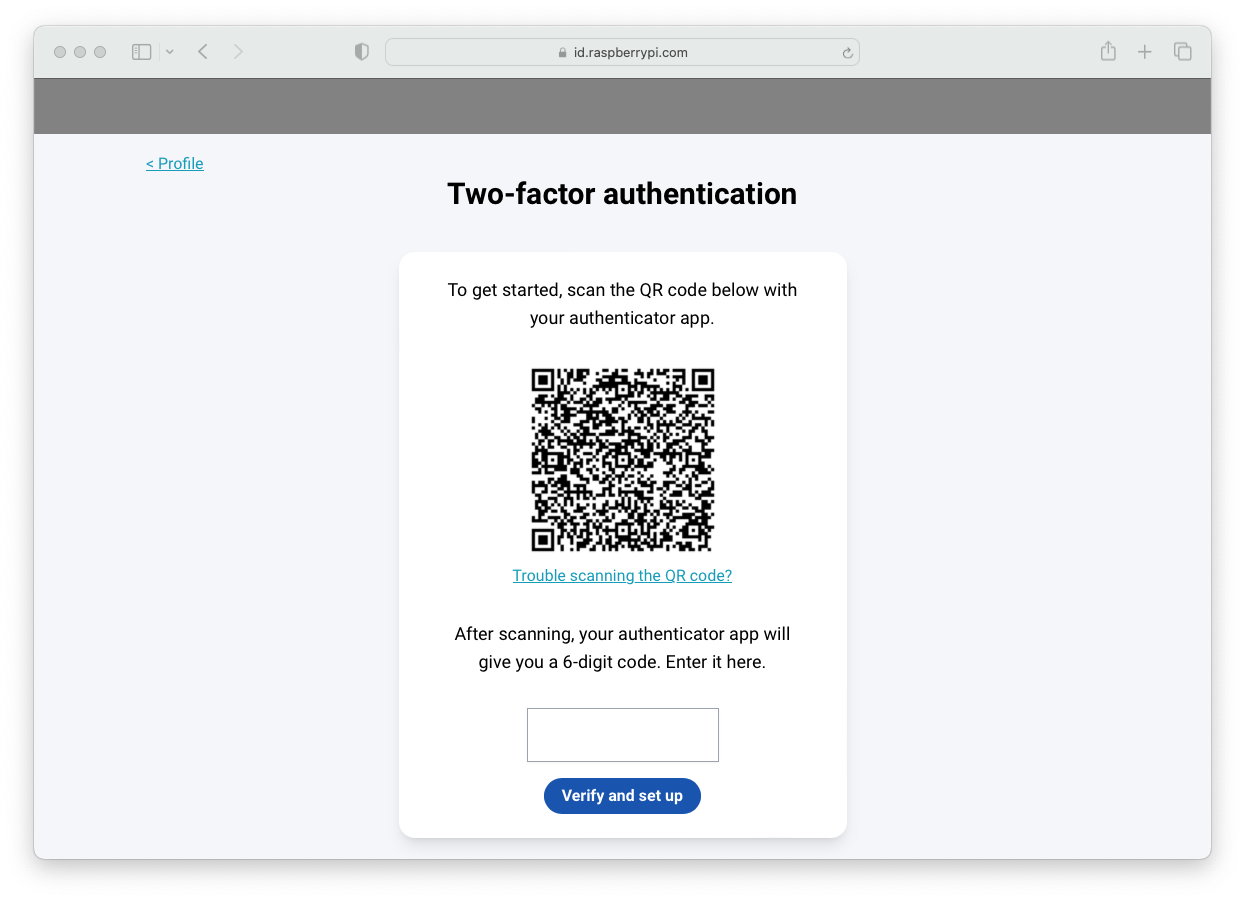 id.raspberrypi.com
< Profile
Two-factor authentication
To get started, scan the QR code below with
your authenticator app.
Trouble scanning the QR code?
After scanning, your authenticator app will
give you a 6-digit code. Enter it here.
Verify and set up